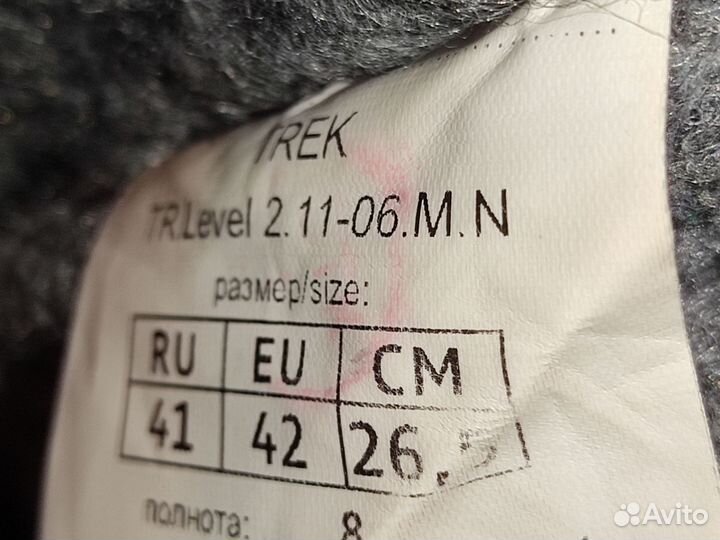 TREK
TR.Level 2.11-06.M.N
размер/size:
RU EU CM
41 42 26,5
полнота: 8
Avito